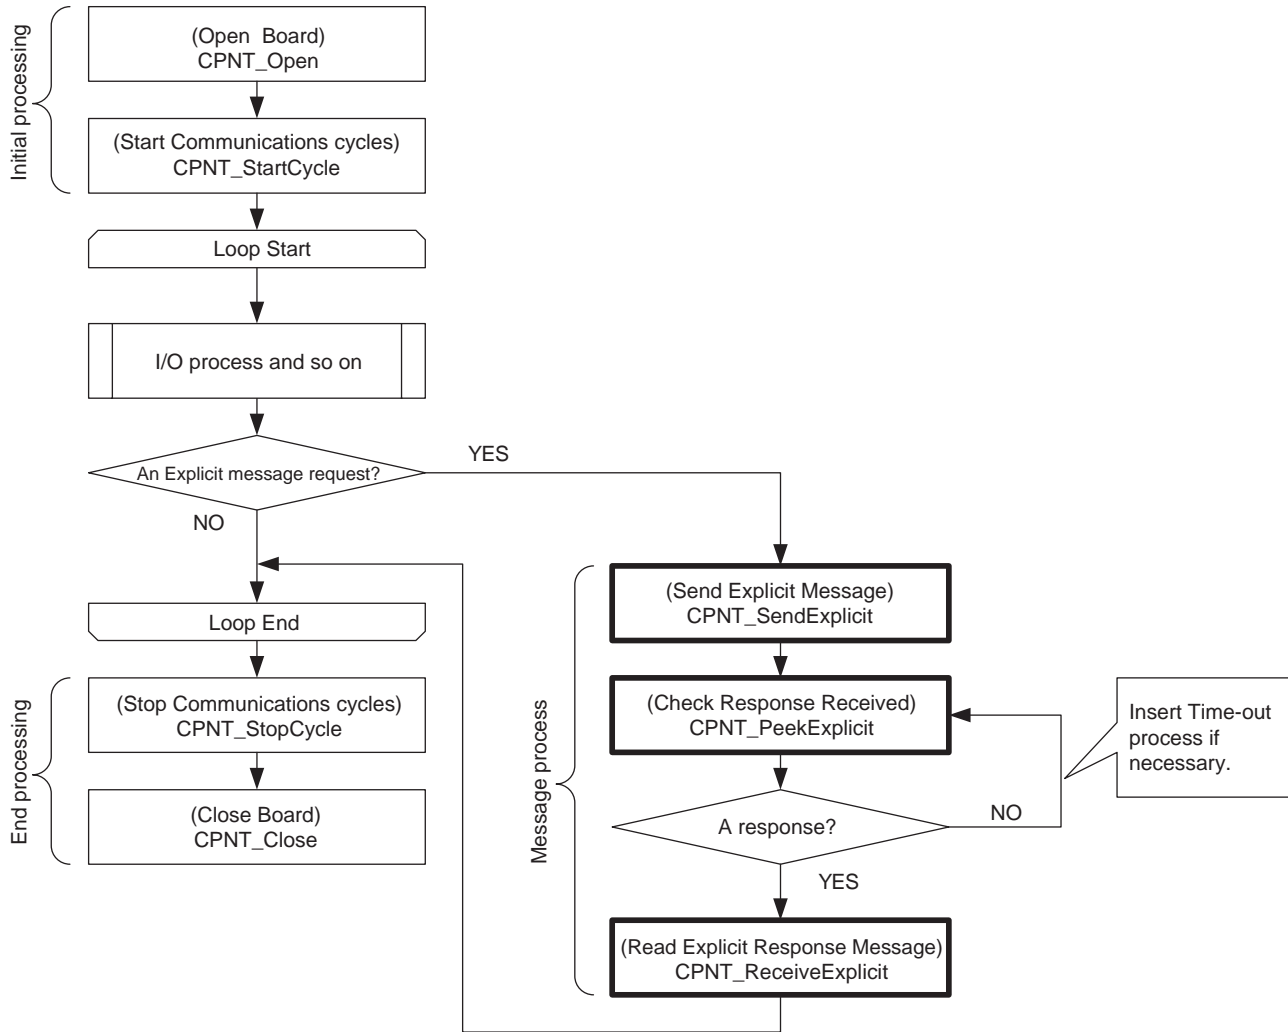 Initial processing
(Open Board)
CPNT_Open
(Start Communications cycles)
CPNT_StartCycle
Loop Start
I/O process and so on
An Explicit message request?
YES
NO
Loop End
End processing
(Stop Communications cycles)
CPNT_StopCycle
(Close Board)
CPNT_Close
Message process
(Send Explicit Message)
CPNT_SendExplicit
(Check Response Received)
CPNT_PeekExplicit
A response?
NO
YES
(Read Explicit Response Message)
CPNT_ReceiveExplicit
Insert Time-out
process if
necessary.